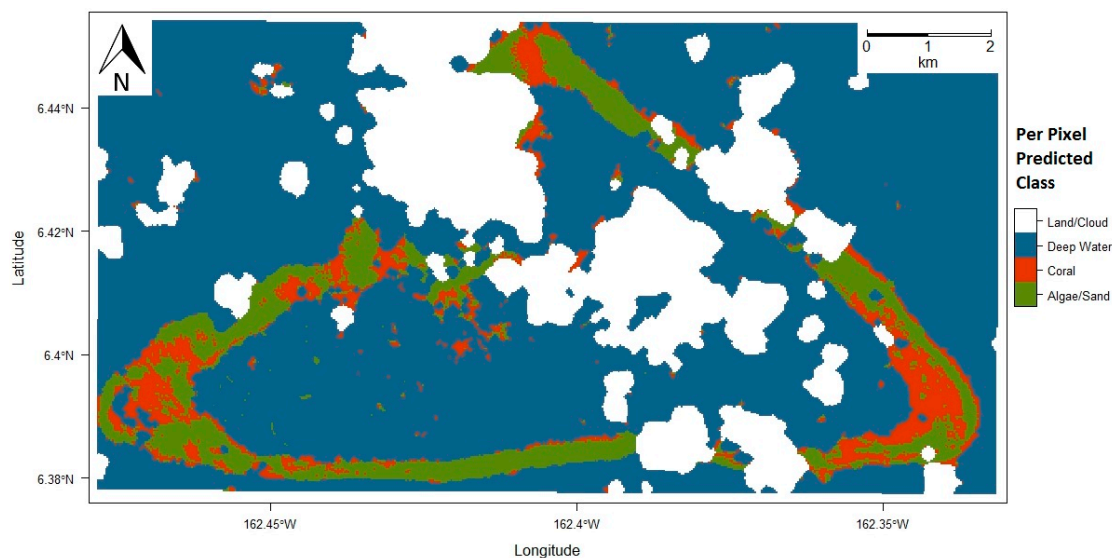 N
0 1 2
km
6.44°N
6.42°N
6.4°N
6.38°N
Latitude
162.45°W
162.4°W
162.35°W
Longitude
Per Pixel
Predicted
Class
Land/Cloud
Deep Water
Coral
Algae/Sand